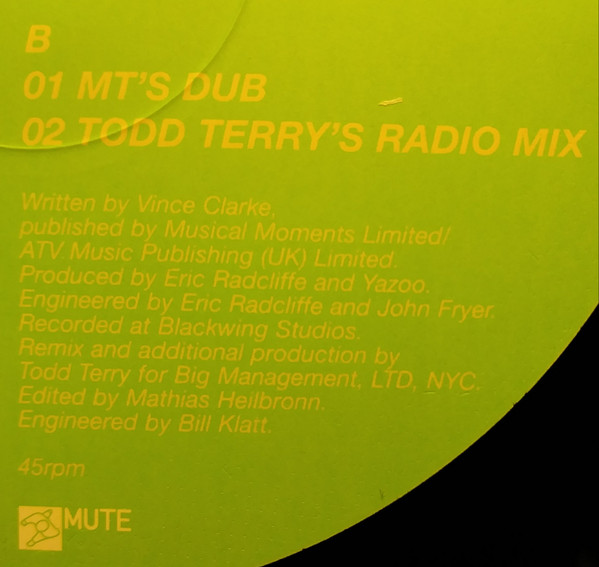 B
01 MT'S DUB
02 TODD TERRY'S RADIO MIX
Written by Vince Clarke,
published by Musical Moments Limited/
ATV Music Publishing (UK) Limited.
Produced by Eric Radcliffe and Yazoo.
Engineered by Eric Radcliffe and John Fryer.
Recorded at Blackwing Studios.
Remix and additional production by
Todd Terry for Big Management, LTD, NYC.
Edited by Mathias Heilbronn.
Engineered by Bill Klatt.
45rpm
MUTE